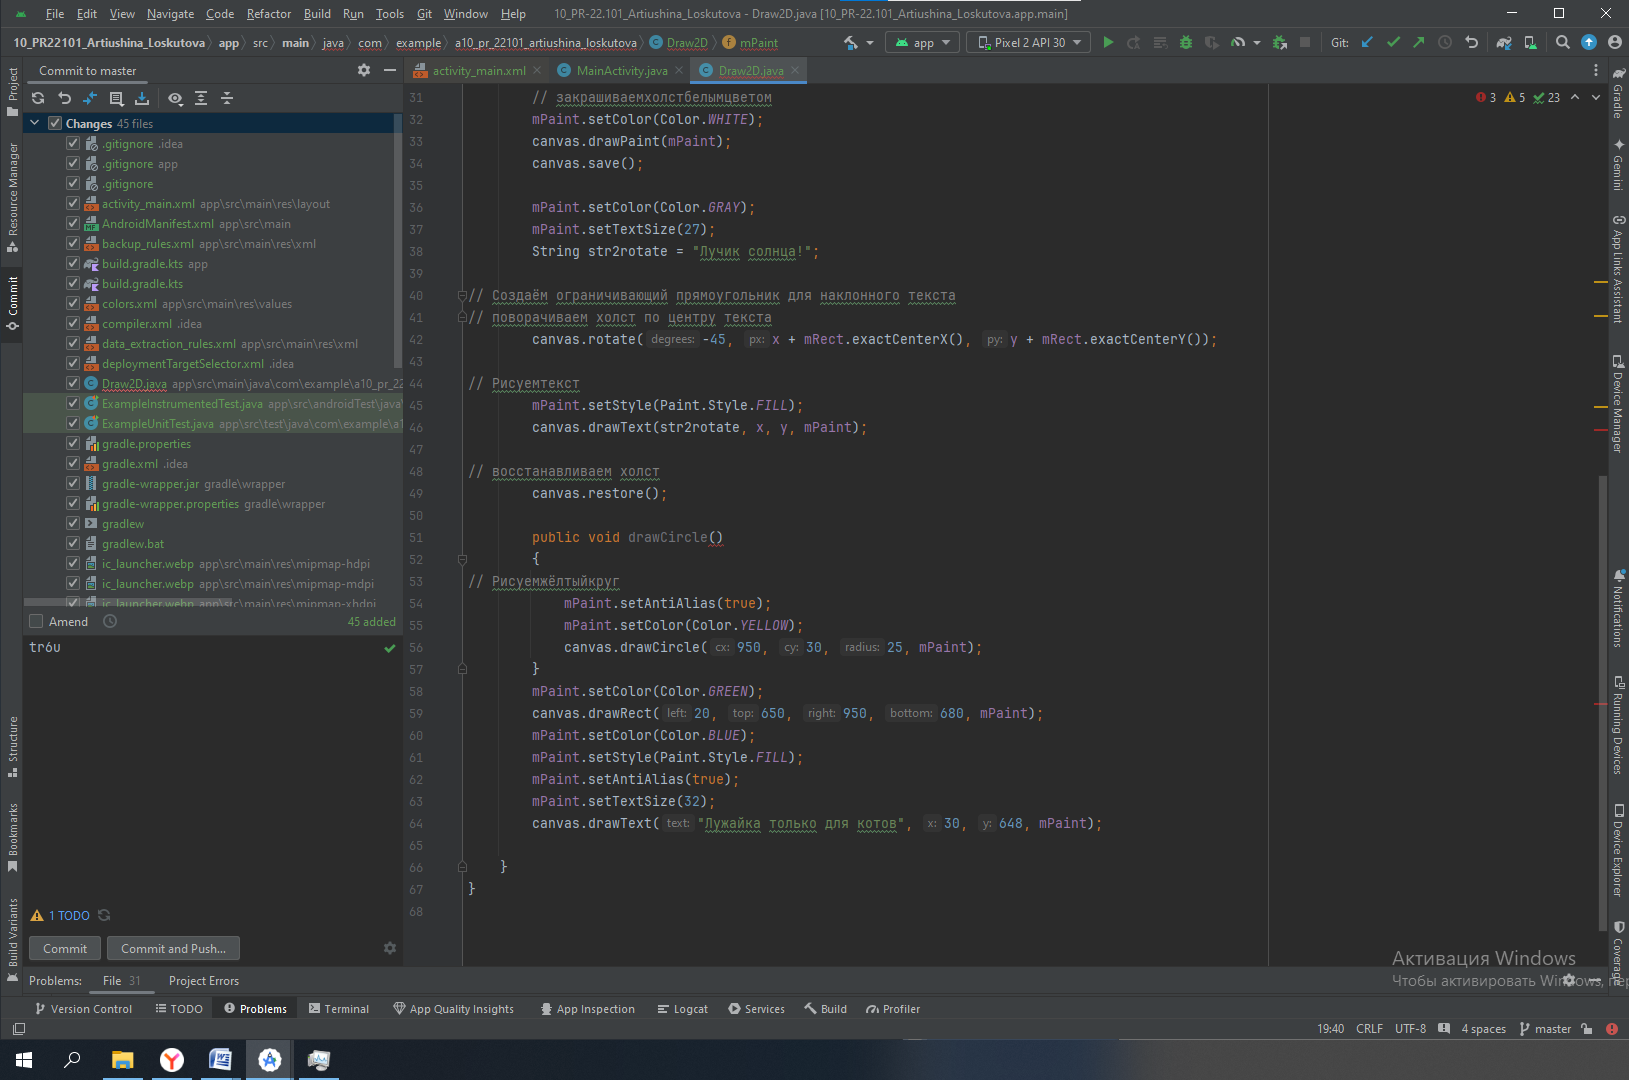 File Edit View Navigate Code Refactor Build Run Tools Git Window Help 10_PR-22.101_Artiushina_Loskutova - Draw2D.java [10_PR-22.101_Artiushina_Loskutova.app.main]
10_PR22101_Artiushina_Loskutova app src main java com example a10_pr_22101_artiushina_loskutova Draw2D mPaint app Pixel 2 API 30 Git:
Commit to master
activity_main.xml MainActivity.java Draw2D.java
Changes 45 files
.gitignore .idea
.gitignore app
.gitignore
activity_main.xml app\src\main\res\layout
AndroidManifest.xml app\src\main
backup_rules.xml app\src\main\res\xml
build.gradle.kts app
build.gradle.kts
colors.xml app\src\main\res\values
compiler.xml .idea
data_extraction_rules.xml app\src\main\res\xml
deploymentTargetSelector.xml .idea
Draw2D.java app\src\main\java\com\example\a10_pr_22
ExampleInstrumentedTest.java app\src\androidTest\java\
ExampleUnitTest.java app\src\test\java\com\example\a1
gradle.properties
gradle.xml .idea
gradle-wrapper.jar gradle\wrapper
gradle-wrapper.properties gradle\wrapper
gradlew
gradlew.bat
ic_launcher.webp app\src\main\res\mipmap-hdpi
ic_launcher.webp app\src\main\res\mipmap-mdpi
ic_launcher.webp app\src\main\res\mipmap-xhdpi
Amend 45 added
tr6u
1 TODO
Commit Commit and Push...
3 5 23
31 // закрашиваемхолстбелымцветом
32 mPaint.setColor(Color.WHITE);
33 canvas.drawPaint(mPaint);
34 canvas.save();
35
36 mPaint.setColor(Color.GRAY);
37 mPaint.setTextSize(27);
38 String str2rotate = "Лучик солнца!";
39
40 // Создаём ограничивающий прямоугольник для наклонного текста
41 // поворачиваем холст по центру текста
42 canvas.rotate( degrees: -45, px: x + mRect.exactCenterX(), py: y + mRect.exactCenterY());
43
44 // Рисуемтекст
45 mPaint.setStyle(Paint.Style.FILL);
46 canvas.drawText(str2rotate, x, y, mPaint);
47
48 // восстанавливаем холст
49 canvas.restore();
50
51 public void drawCircle()
52 {
53 // Рисуемжёлтыйкруг
54 mPaint.setAntiAlias(true);
55 mPaint.setColor(Color.YELLOW);
56 canvas.drawCircle( cx: 950, cy: 30, radius: 25, mPaint);
57 }
58 mPaint.setColor(Color.GREEN);
59 canvas.drawRect( left: 20, top: 650, right: 950, bottom: 680, mPaint);
60 mPaint.setColor(Color.BLUE);
61 mPaint.setStyle(Paint.Style.FILL);
62 mPaint.setAntiAlias(true);
63 mPaint.setTextSize(32);
64 canvas.drawText( text: "Лужайка только для котов", x: 30, y: 648, mPaint);
65
66 }
67 }
68
Project
Resource Manager
Commit
Structure
Bookmarks
Build Variants
Gradle
Gemini
App Links Assistant
Device Manager
Notifications
Running Devices
Device Explorer
Coverage
Активация Windows
Чтобы активировать Windows, пер
Problems: File 31 Project Errors
Version Control TODO Problems Terminal App Quality Insights App Inspection Logcat Services Build Profiler
19:40 CRLF UTF-8 4 spaces master